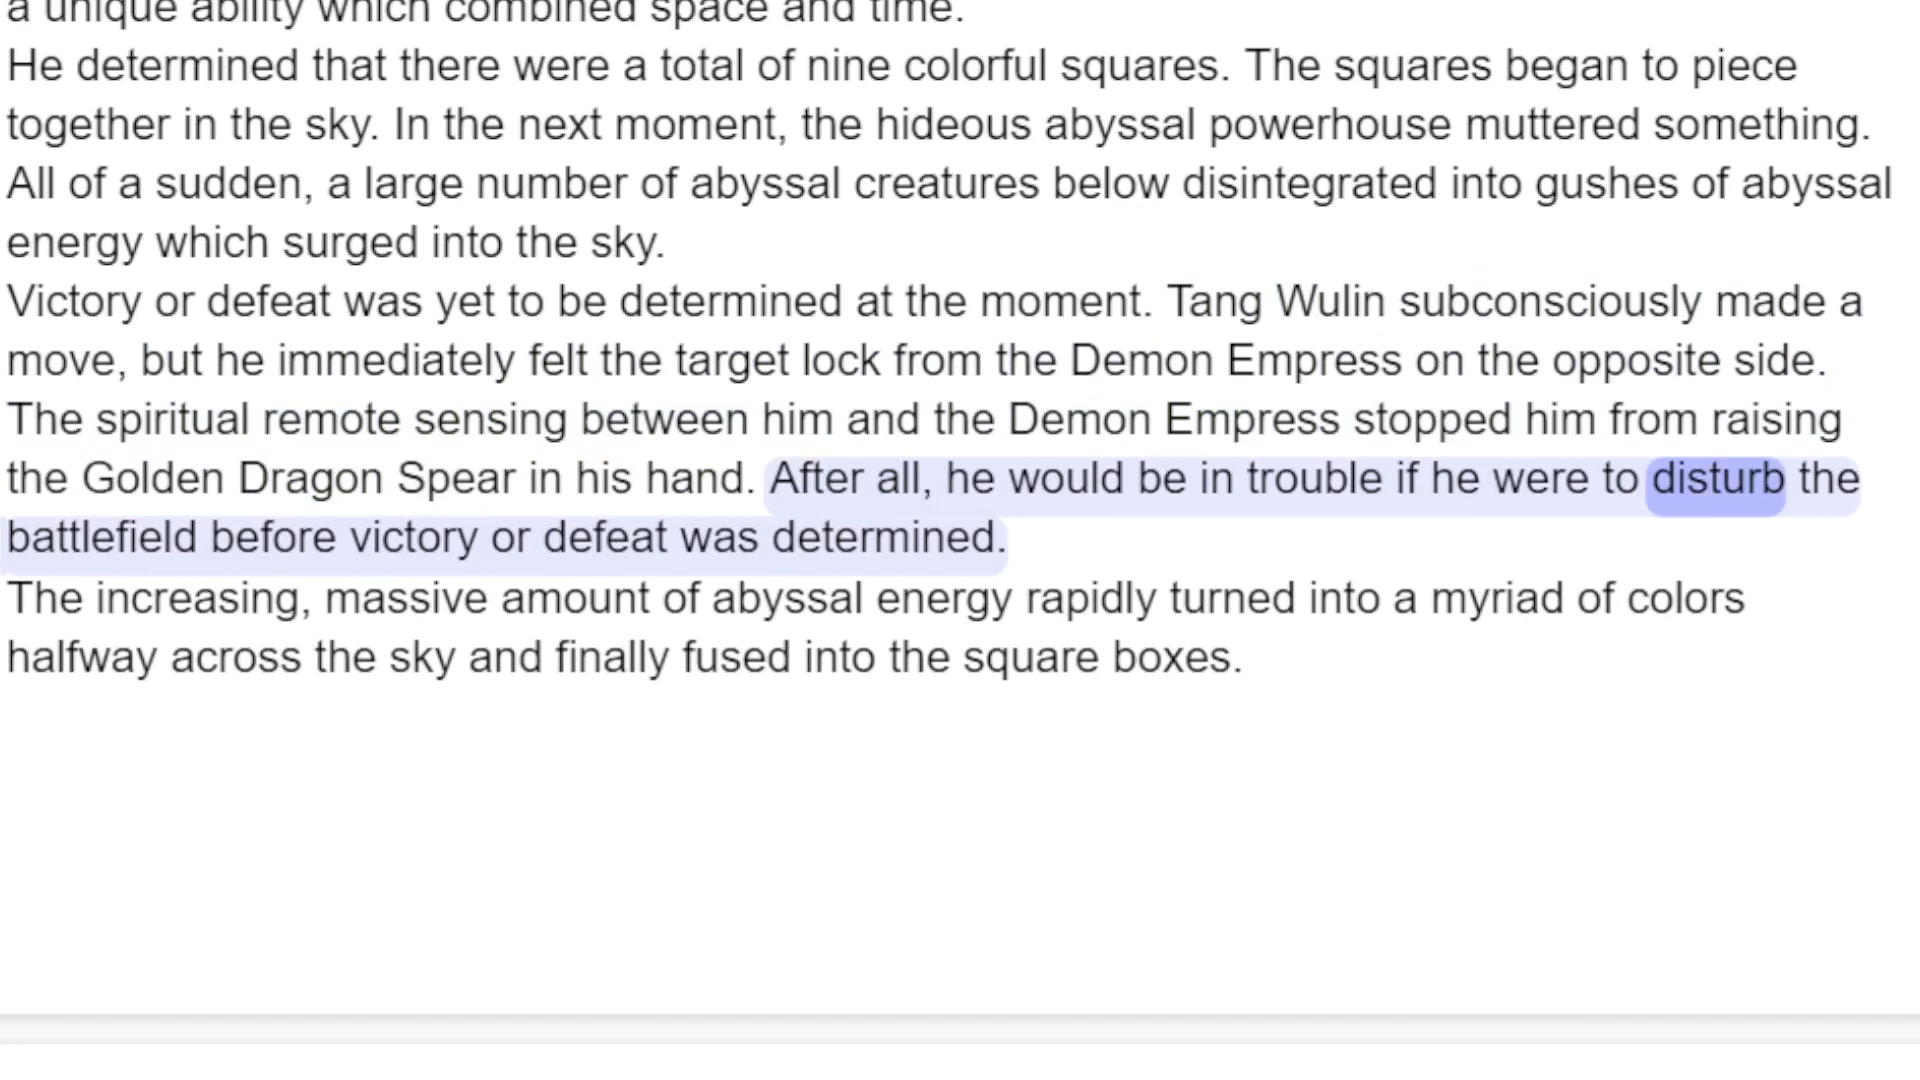 a unique ability which combined space and time.
He determined that there were a total of nine colorful squares. The squares began to piece
together in the sky. In the next moment, the hideous abyssal powerhouse muttered something.
All of a sudden, a large number of abyssal creatures below disintegrated into gushes of abyssal
energy which surged into the sky.
Victory or defeat was yet to be determined at the moment. Tang Wulin subconsciously made a
move, but he immediately felt the target lock from the Demon Empress on the opposite side.
The spiritual remote sensing between him and the Demon Empress stopped him from raising
the Golden Dragon Spear in his hand. After all, he would be in trouble if he were to disturb the
battlefield before victory or defeat was determined.
The increasing, massive amount of abyssal energy rapidly turned into a myriad of colors
halfway across the sky and finally fused into the square boxes.